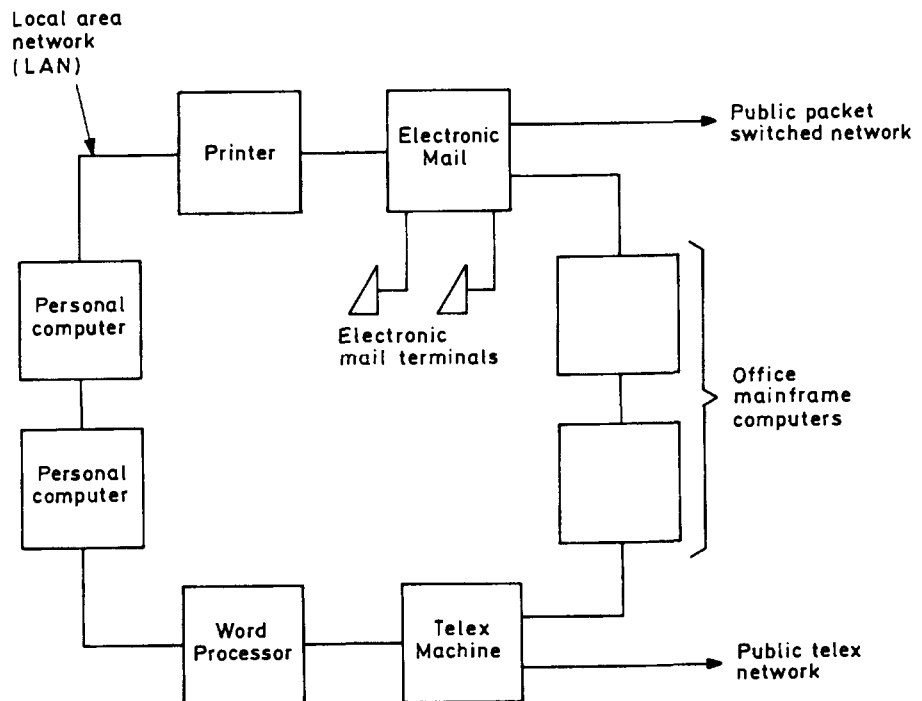 Local area
network
(LAN)
Printer
Electronic
Mail
Public packet
switched network
Personal
computer
Electronic
mail terminals
Office
mainframe
computers
Personal
computer
Word
Processor
Telex
Machine
Public telex
network